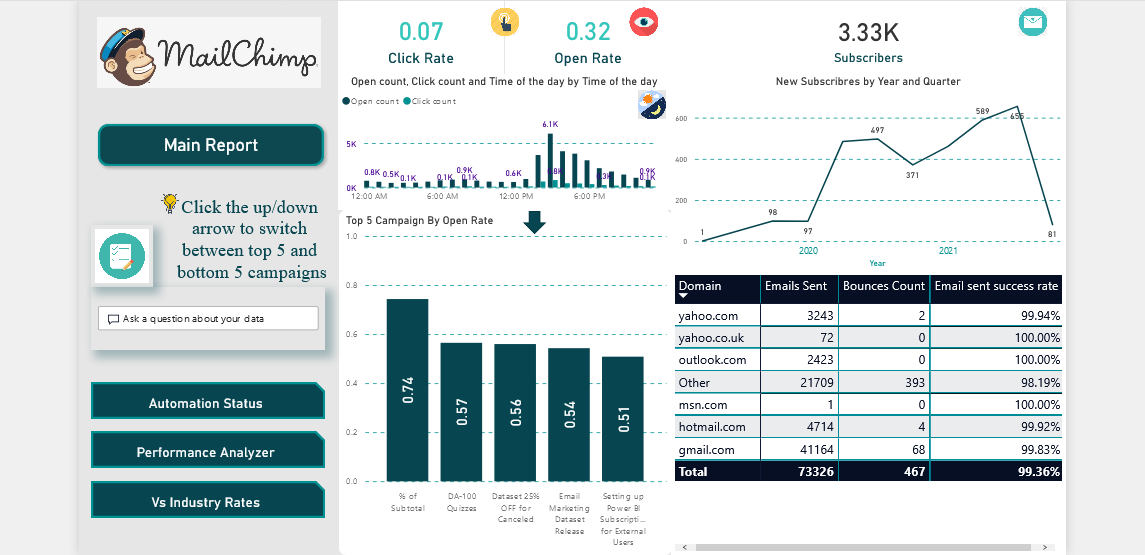 MailChimp
Main Report
Click the up/down
arrow to switch
between top 5 and
bottom 5 campaigns
Ask a question about your data
Automation Status
Performance Analyzer
Vs Industry Rates
0.07
Click Rate
0.32
Open Rate
Open count, Click count and Time of the day by Time of the day
Open count Click count
6.1K
5K
0.8K 0.5K 0.1K 0.1K 0.9K 0.1K 0.6K 0.8K 0.3K 0.9K 0.1K
0K
12:00 AM 6:00 AM 12:00 PM 6:00 PM
Top 5 Campaign By Open Rate
1.0
0.8
0.6
0.4
0.2
0.0
0.74
0.57
0.56
0.54
0.51
% of
Subtotal
DA-100
Quizzes
Dataset 25%
OFF for
Canceled
Email
Marketing
Dataset
Release
Setting up
Power BI
Subscripti...
for External
Users
3.33K
Subscribers
New Subscribres by Year and Quarter
600
400
200
0
1
98
97
497
371
589
655
81
2020 2021
Year
Domain Emails Sent Bounces Count Email sent success rate
yahoo.com 3243 2 99.94%
yahoo.co.uk 72 0 100.00%
outlook.com 2423 0 100.00%
Other 21709 393 98.19%
msn.com 1 0 100.00%
hotmail.com 4714 4 99.92%
gmail.com 41164 68 99.83%
Total 73326 467 99.36%